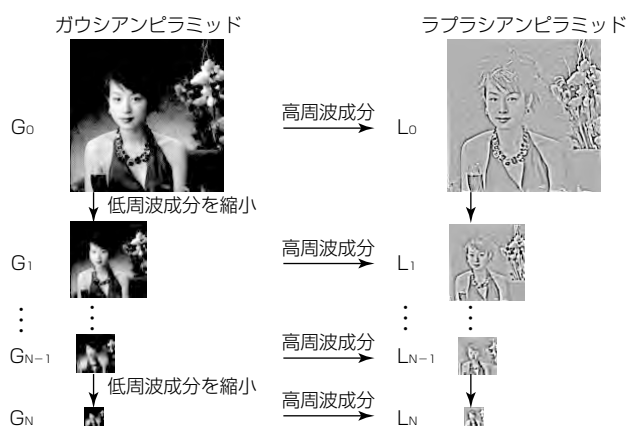 ガウシアンピラミッド ラプラシアンピラミッド
G0 高周波成分 L0
低周波成分を縮小
G1 高周波成分 L1
GN−1 高周波成分 LN−1
低周波成分を縮小
GN 高周波成分 LN